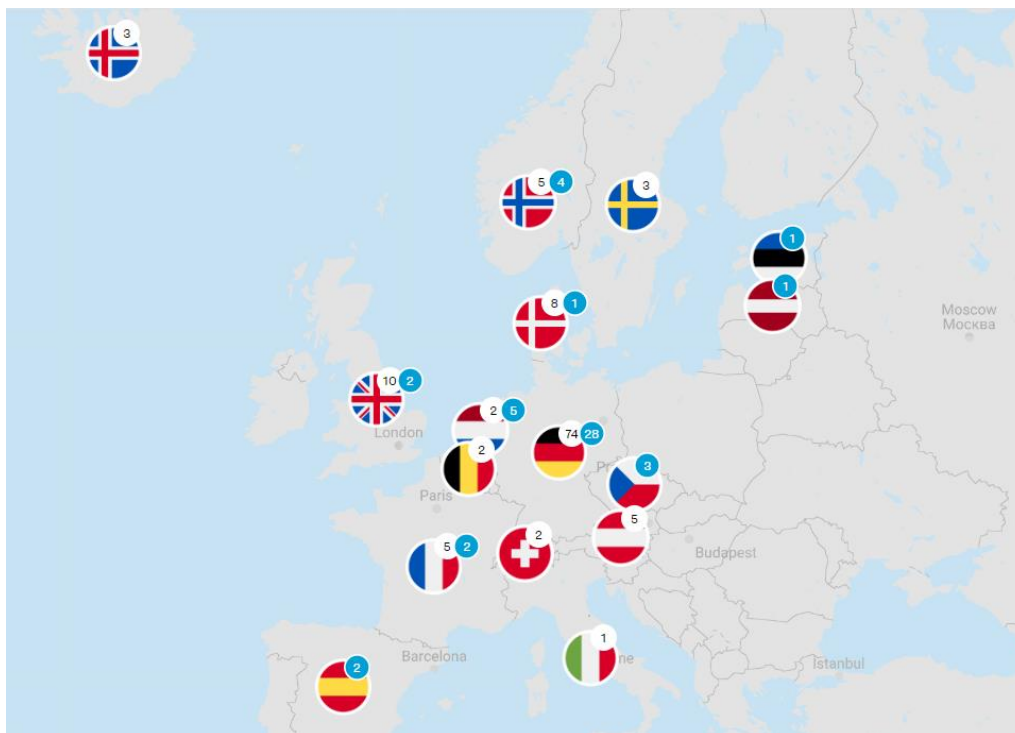 3
5 4
3
1
1
8 1
Moscow
Москва
10 2
2 5
London
74 28
2
3
Paris
5
2
Budapest
5 2
1
Barcelona
Istanbul
2